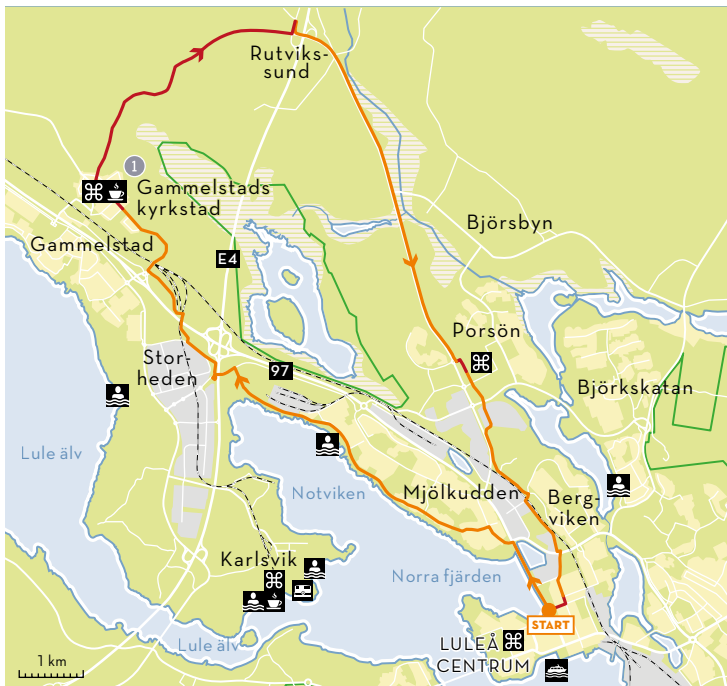 Rutviks-
sund
1
Gammelstads
kyrkstad
Björsbyn
Gammelstad
E4
Porsön
Stor-
heden
97
Björkskatan
Lule älv
Notviken
Mjölkudden
Berg-
viken
Karlsvik
Norra fjärden
START
Lule älv
LULEÅ
CENTRUM
1 km